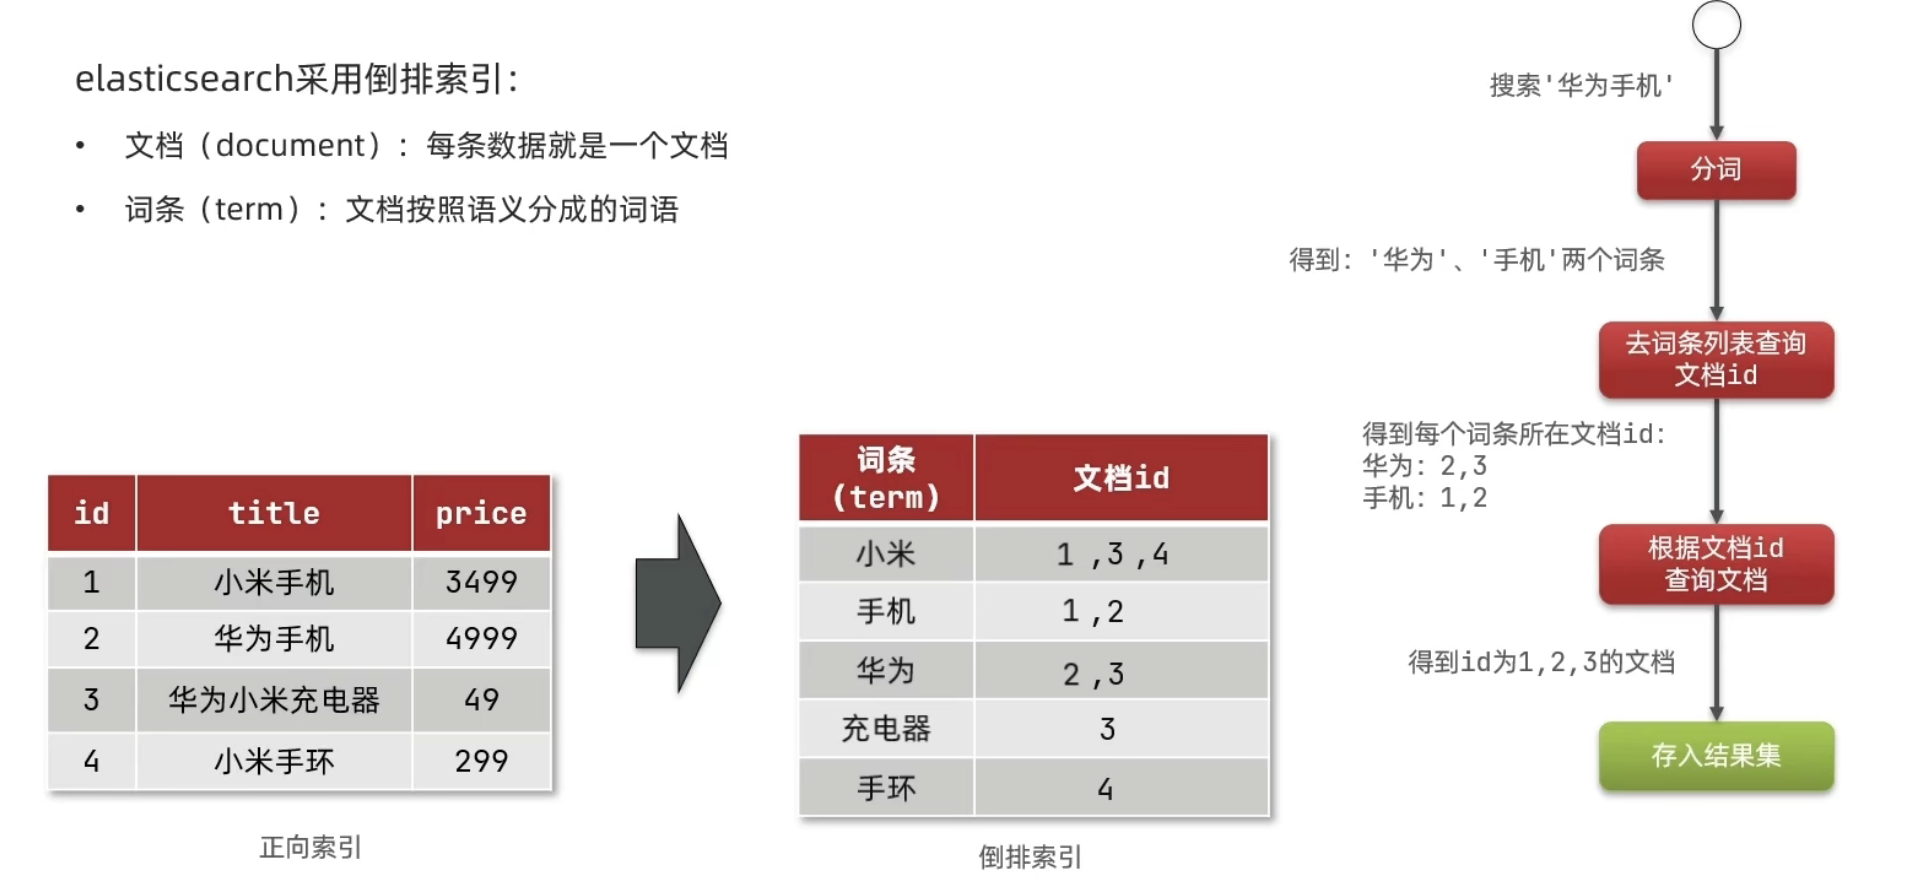 elasticsearch采用倒排索引：
• 文档（document）：每条数据就是一个文档
• 词条（term）：文档按照语义分成的词语
id title price
1 小米手机 3499
2 华为手机 4999
3 华为小米充电器 49
4 小米手环 299
正向索引
词条
(term)
文档id
小米 1 ,3 ,4
手机 1 ,2
华为 2 ,3
充电器 3
手环 4
倒排索引
搜索'华为手机'
分词
得到：'华为'、'手机'两个词条
去词条列表查询
文档id
得到每个词条所在文档id：
华为：2,3
手机：1,2
根据文档id
查询文档
得到id为1,2,3的文档
存入结果集